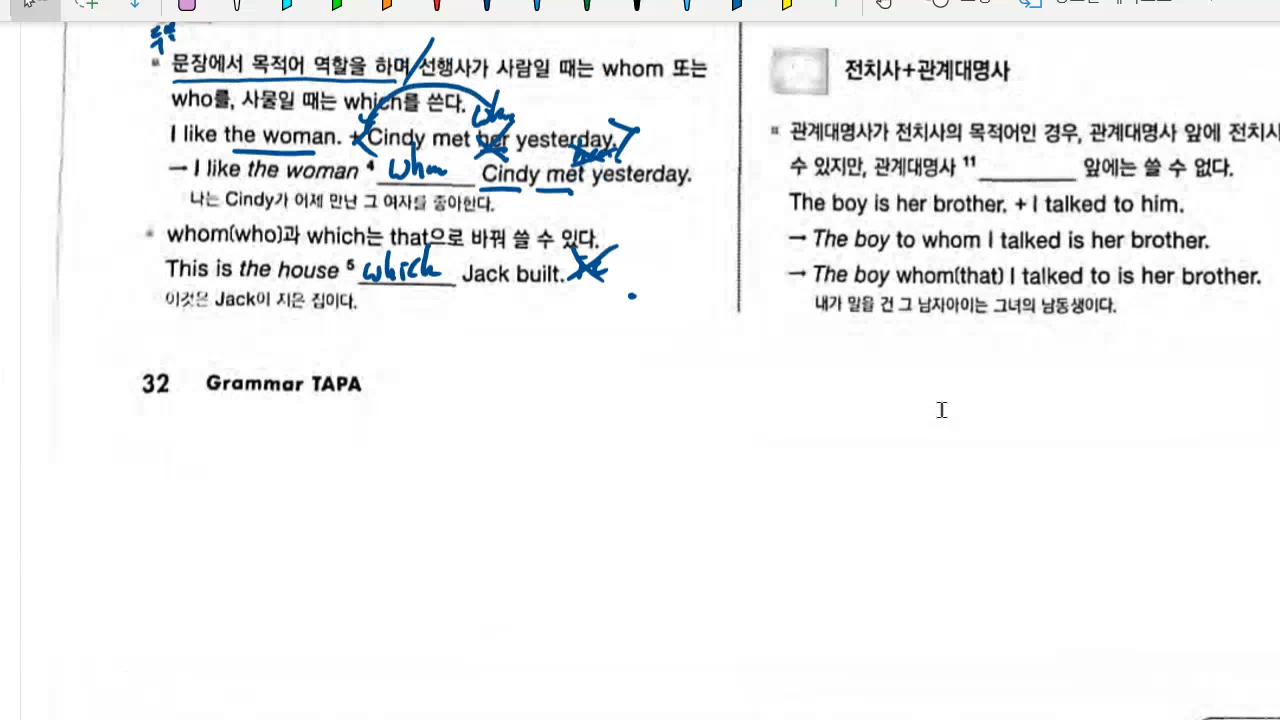 문장에서 목적어 역할을 하며 선행사가 사람일 때는 whom 또는
who를, 사물일 때는 which를 쓴다.
I like the woman. + Cindy met her yesterday.
→ I like the woman 4 whom Cindy met yesterday.
나는 Cindy가 어제 만난 그 여자를 좋아한다.
whom(who)과 which는 that으로 바꿔 쓸 수 있다.
This is the house 5 which Jack built.
이것은 Jack이 지은 집이다.
32 Grammar TAPA
전치사+관계대명사
관계대명사가 전치사의 목적어인 경우, 관계대명사 앞에 전치사
수 있지만, 관계대명사 11 ________ 앞에는 쓸 수 없다.
The boy is her brother. + I talked to him.
→ The boy to whom I talked is her brother.
→ The boy whom(that) I talked to is her brother.
내가 말을 건 그 남자아이는 그녀의 남동생이다.